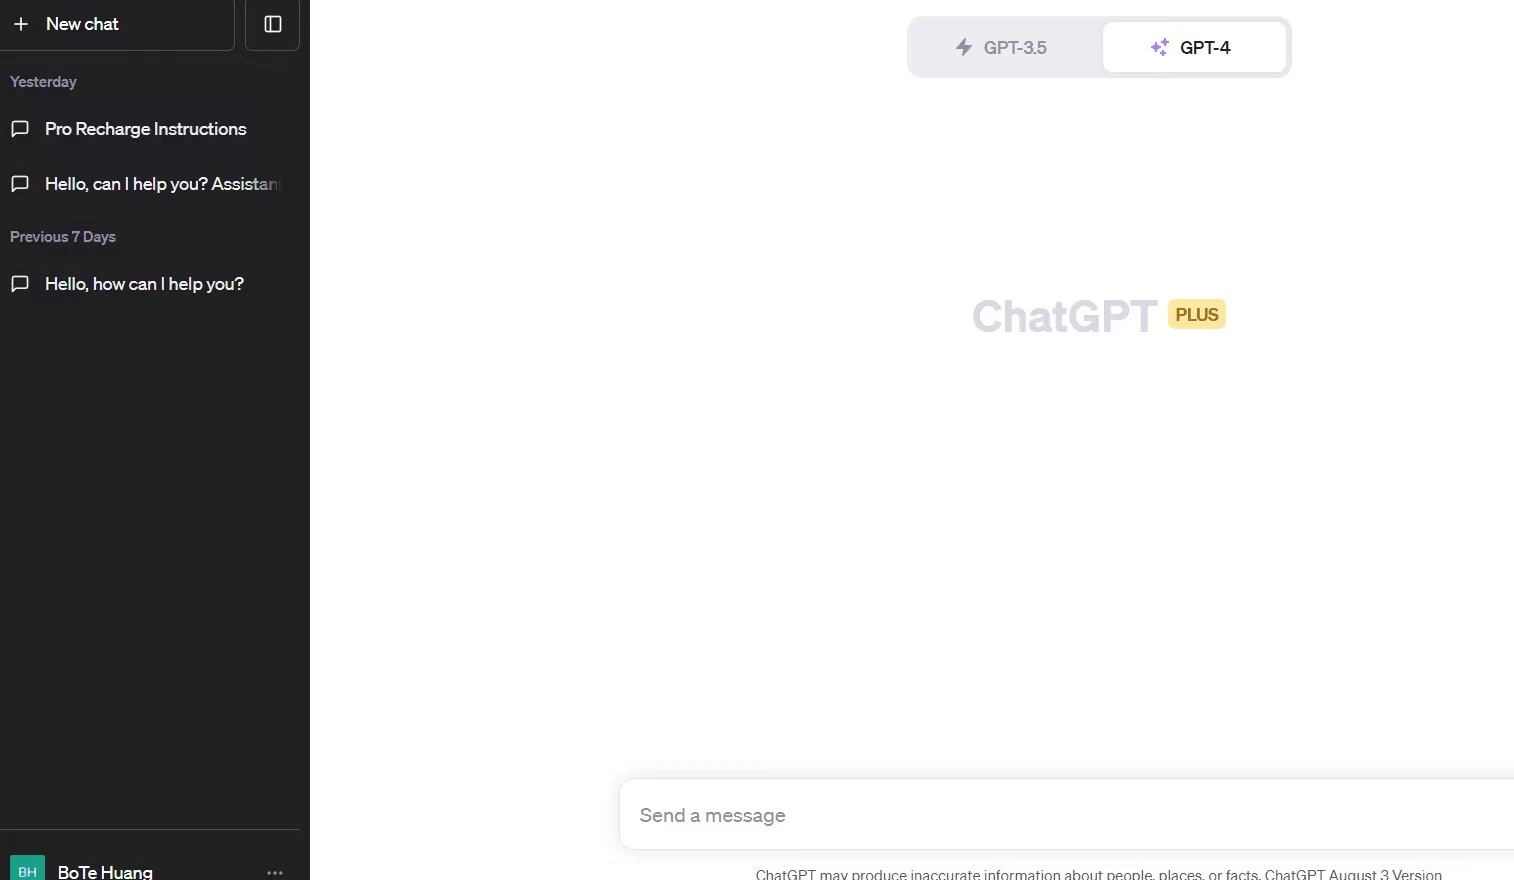 New chat
Yesterday
Pro Recharge Instructions
Hello, can I help you? Assistan
Previous 7 Days
Hello, how can I help you?
BH BoTe Huang
GPT-3.5 GPT-4
ChatGPT PLUS
Send a message
ChatGPT may produce inaccurate information about people, places, or facts. ChatGPT August 3 Version